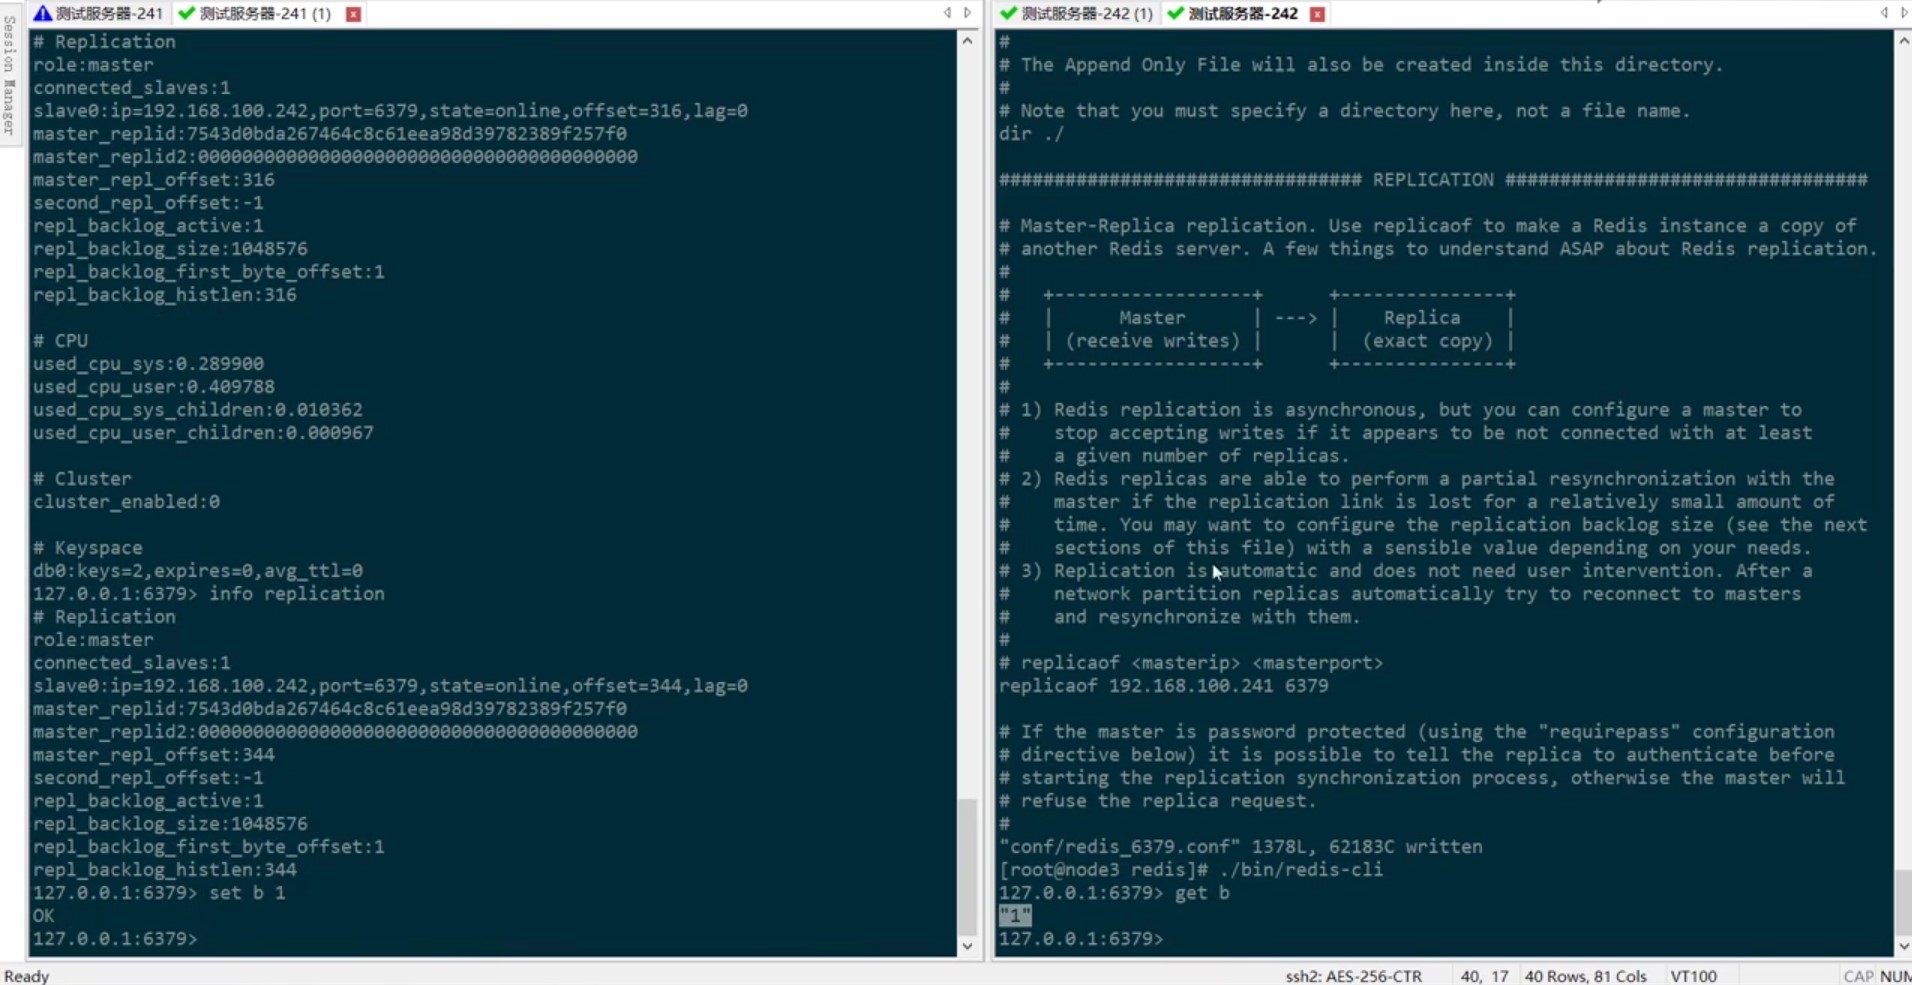 Session Manager
测试服务器-241
测试服务器-241 (1)
# Replication
role:master
connected_slaves:1
slave0:ip=192.168.100.242,port=6379,state=online,offset=316,lag=0
master_replid:7543d0bda267464c8c61eea98d39782389f257f0
master_replid2:0000000000000000000000000000000000000000
master_repl_offset:316
second_repl_offset:-1
repl_backlog_active:1
repl_backlog_size:1048576
repl_backlog_first_byte_offset:1
repl_backlog_histlen:316
# CPU
used_cpu_sys:0.289900
used_cpu_user:0.409788
used_cpu_sys_children:0.010362
used_cpu_user_children:0.000967
# Cluster
cluster_enabled:0
# Keyspace
db0:keys=2,expires=0,avg_ttl=0
127.0.0.1:6379> info replication
# Replication
role:master
connected_slaves:1
slave0:ip=192.168.100.242,port=6379,state=online,offset=344,lag=0
master_replid:7543d0bda267464c8c61eea98d39782389f257f0
master_replid2:0000000000000000000000000000000000000000
master_repl_offset:344
second_repl_offset:-1
repl_backlog_active:1
repl_backlog_size:1048576
repl_backlog_first_byte_offset:1
repl_backlog_histlen:344
127.0.0.1:6379> set b 1
OK
127.0.0.1:6379>
测试服务器-242 (1)
测试服务器-242
#
# The Append Only File will also be created inside this directory.
#
# Note that you must specify a directory here, not a file name.
dir ./
################################# REPLICATION #################################
# Master-Replica replication. Use replicaof to make a Redis instance a copy of
# another Redis server. A few things to understand ASAP about Redis replication.
#
#   +------------------+      +---------------+
#   |      Master      | ---> |    Replica    |
#   | (receive writes) |      |  (exact copy) |
#   +------------------+      +---------------+
#
# 1) Redis replication is asynchronous, but you can configure a master to
#    stop accepting writes if it appears to be not connected with at least
#    a given number of replicas.
# 2) Redis replicas are able to perform a partial resynchronization with the
#    master if the replication link is lost for a relatively small amount of
#    time. You may want to configure the replication backlog size (see the next
#    sections of this file) with a sensible value depending on your needs.
# 3) Replication is automatic and does not need user intervention. After a
#    network partition replicas automatically try to reconnect to masters
#    and resynchronize with them.
#
# replicaof <masterip> <masterport>
replicaof 192.168.100.241 6379
# If the master is password protected (using the "requirepass" configuration
# directive below) it is possible to tell the replica to authenticate before
# starting the replication synchronization process, otherwise the master will
# refuse the replica request.
#
"conf/redis_6379.conf" 1378L, 62183C written
[root@node3 redis]# ./bin/redis-cli
127.0.0.1:6379> get b
"1"
127.0.0.1:6379>
Ready
ssh2: AES-256-CTR
40, 17
40 Rows, 81 Cols
VT100
CAP NUM